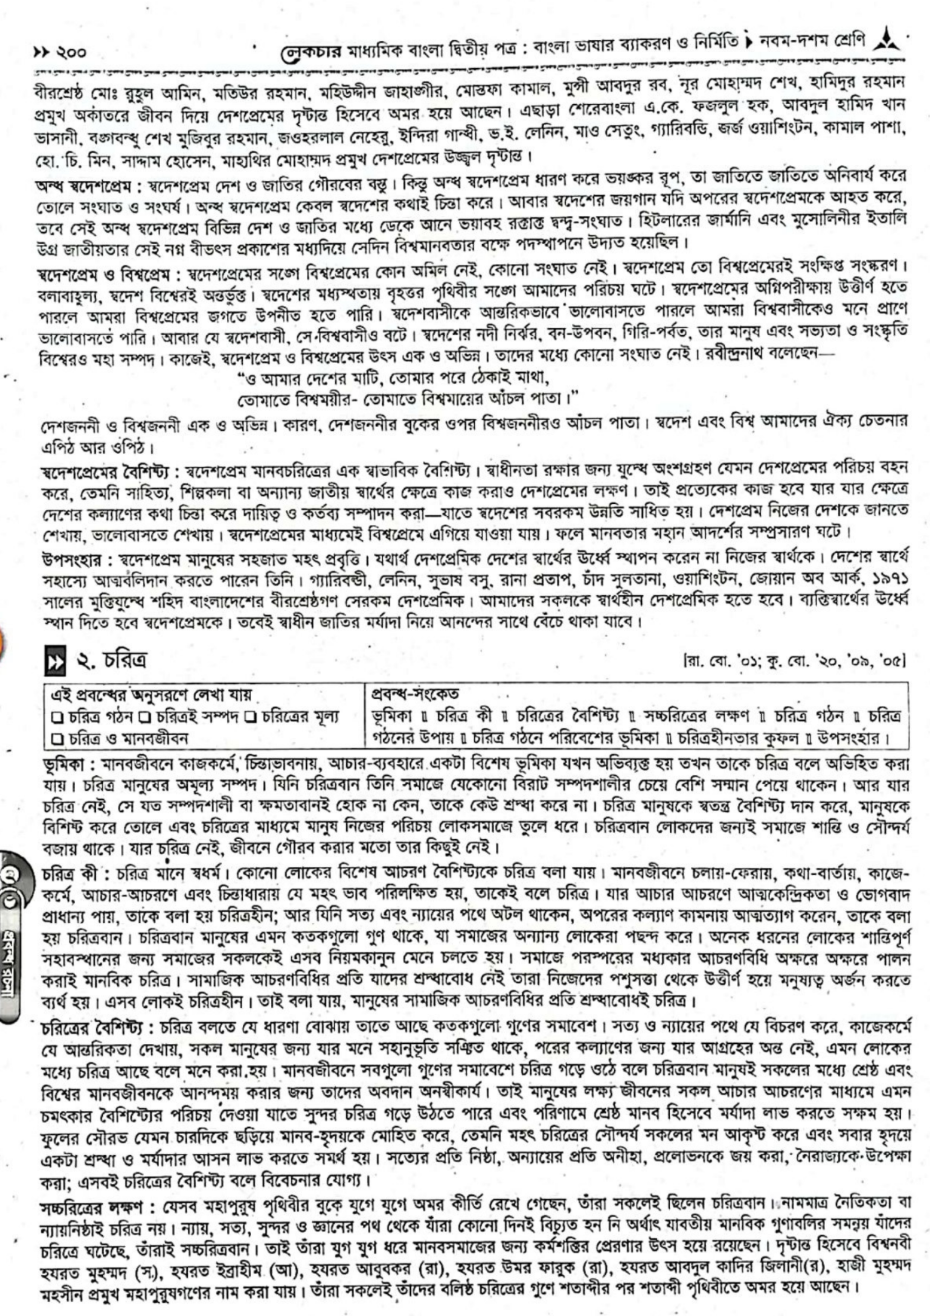 >> ২০০
লেকচার মাধ্যমিক বাংলা দ্বিতীয় পত্র : বাংলা ভাষার ব্যাকরণ ও নির্মিতি ▶ নবম-দশম শ্রেণি
বীরশ্রেষ্ঠ মোঃ রুহুল আমিন, মতিউর রহমান, মহিউদ্দীন জাহাঙ্গীর, মোস্তফা কামাল, মুন্সী আবদুর রব, নূর মোহাম্মদ শেখ, হামিদুর রহমান
প্রমুখ অকাতরে জীবন দিয়ে দেশপ্রেমের দৃষ্টান্ত হিসেবে অমর হয়ে আছেন। এছাড়া শেরেবাংলা এ.কে. ফজলুল হক, আবদুল হামিদ খান
ভাসানী, বঙ্গবন্ধু শেখ মুজিবুর রহমান, জওহরলাল নেহেরু, ইন্দিরা গান্ধী, ভ.ই. লেনিন, মাও সেতুং, গ্যারিবল্ডি, জর্জ ওয়াশিংটন, কামাল পাশা,
হো. চি. মিন, সাদ্দাম হোসেন, মাহাথির মোহাম্মদ প্রমুখ দেশপ্রেমের উজ্জ্বল দৃষ্টান্ত।
অন্ধ স্বদেশপ্রেম : স্বদেশপ্রেম দেশ ও জাতির গৌরবের বস্তু। কিন্তু অন্ধ স্বদেশপ্রেম ধারণ করে ভয়ঙ্কর রূপ, তা জাতিতে জাতিতে অনিবার্য করে
তোলে সংঘাত ও সংঘর্ষ। অন্ধ স্বদেশপ্রেম কেবল স্বদেশের কথাই চিন্তা করে। আবার স্বদেশের জয়গান যদি অপরের স্বদেশপ্রেমকে আহত করে,
তবে সেই অন্ধ স্বদেশপ্রেম বিভিন্ন দেশ ও জাতির মধ্যে ডেকে আনে ভয়াবহ রক্তাক্ত দ্বন্দ্ব-সংঘাত। হিটলারের জার্মানি এবং মুসোলিনীর ইতালি
উগ্র জাতীয়তার সেই নগ্ন বীভৎস প্রকাশের মধ্যদিয়ে সেদিন বিশ্বমানবতার বক্ষে পদস্থাপনে উদ্যত হয়েছিল।
স্বদেশপ্রেম ও বিশ্বপ্রেম : স্বদেশপ্রেমের সঙ্গে বিশ্বপ্রেমের কোন অমিল নেই, কোনো সংঘাত নেই। স্বদেশপ্রেম তো বিশ্বপ্রেমেরই সংক্ষিপ্ত সংস্করণ।
বলাবাহুল্য, স্বদেশ বিশ্বেরই অন্তর্ভুক্ত। স্বদেশের মধ্যস্থতায় বৃহত্তর পৃথিবীর সঙ্গে আমাদের পরিচয় ঘটে। স্বদেশপ্রেমের অগ্নিপরীক্ষায় উত্তীর্ণ হতে
পারলে আমরা বিশ্বপ্রেমের জগতে উপনীত হতে পারি। স্বদেশবাসীকে আন্তরিকভাবে ভালোবাসতে পারলে আমরা বিশ্ববাসীকেও মনে প্রাণে
ভালোবাসতে পারি। আবার যে স্বদেশবাসী, সে বিশ্ববাসীও বটে। স্বদেশের নদী নির্ঝর, বন-উপবন, গিরি-পর্বত, তার মানুষ এবং সভ্যতা ও সংস্কৃতি
বিশ্বেরও মহা সম্পদ। কাজেই, স্বদেশপ্রেম ও বিশ্বপ্রেমের উৎস এক ও অভিন্ন। তাদের মধ্যে কোনো সংঘাত নেই। রবীন্দ্রনাথ বলেছেন—
“ও আমার দেশের মাটি, তোমার পরে ঠেকাই মাথা,
তোমাতে বিশ্বময়ীর- তোমাতে বিশ্বমায়ের আঁচল পাতা।”
দেশজননী ও বিশ্বজননী এক ও অভিন্ন। কারণ, দেশজননীর বুকের ওপর বিশ্বজননীরও আঁচল পাতা। স্বদেশ এবং বিশ্ব আমাদের ঐক্য চেতনার
এপিঠ আর ওপিঠ।
স্বদেশপ্রেমের বৈশিষ্ট্য : স্বদেশপ্রেম মানবচরিত্রের এক স্বাভাবিক বৈশিষ্ট্য। স্বাধীনতা রক্ষার জন্য যুদ্ধে অংশগ্রহণ যেমন দেশপ্রেমের পরিচয় বহন
করে, তেমনি সাহিত্য, শিল্পকলা বা অন্যান্য জাতীয় স্বার্থের ক্ষেত্রে কাজ করাও দেশপ্রেমের লক্ষণ। তাই প্রত্যেকের কাজ হবে যার যার ক্ষেত্রে
দেশের কল্যাণের কথা চিন্তা করে দায়িত্ব ও কর্তব্য সম্পাদন করা—যাতে স্বদেশের সবরকম উন্নতি সাধিত হয়। দেশপ্রেম নিজের দেশকে জানতে
শেখায়, ভালোবাসতে শেখায়। স্বদেশপ্রেমের মাধ্যমেই বিশ্বপ্রেমে এগিয়ে যাওয়া যায়। ফলে মানবতার মহান আদর্শের সম্প্রসারণ ঘটে।
উপসংহার : স্বদেশপ্রেম মানুষের সহজাত মহৎ প্রবৃত্তি। যথার্থ দেশপ্রেমিক দেশের স্বার্থের ঊর্ধ্বে স্থাপন করেন না নিজের স্বার্থকে। দেশের স্বার্থে
সহাস্যে আত্মবলিদান করতে পারেন তিনি। গ্যারিবল্ডী, লেনিন, সুভাষ বসু, রানা প্রতাপ, চাঁদ সুলতানা, ওয়াশিংটন, জোয়ান অব আর্ক, ১৯৭১
সালের মুক্তিযুদ্ধে শহিদ বাংলাদেশের বীরশ্রেষ্ঠগণ সেরকম দেশপ্রেমিক। আমাদের সকলকে স্বার্থহীন দেশপ্রেমিক হতে হবে। ব্যক্তিস্বার্থের ঊর্ধ্বে
স্থান দিতে হবে স্বদেশপ্রেমকে। তবেই স্বাধীন জাতির মর্যাদা নিয়ে আনন্দের সাথে বেঁচে থাকা যাবে।
>> ২. চরিত্র
[রা. বো. '০১; কু. বো. '২০, '০৯, '০৫]
এই প্রবন্ধের অনুসরণে লেখা যায়
❑ চরিত্র গঠন ❑ চরিত্রই সম্পদ ❑ চরিত্রের মূল্য
❑ চরিত্র ও মানবজীবন
প্রবন্ধ-সংকেত
ভূমিকা ॥ চরিত্র কী ॥ চরিত্রের বৈশিষ্ট্য ॥ সচ্চরিত্রের লক্ষণ ॥ চরিত্র গঠন ॥ চরিত্র
গঠনের উপায় ॥ চরিত্র গঠনে পরিবেশের ভূমিকা ॥ চরিত্রহীনতার কুফল ॥ উপসংহার।
ভূমিকা : মানবজীবনে কাজকর্মে, চিন্তাভাবনায়, আচার-ব্যবহারে একটা বিশেষ ভূমিকা যখন অভিব্যক্ত হয় তখন তাকে চরিত্র বলে অভিহিত করা
যায়। চরিত্র মানুষের অমূল্য সম্পদ। যিনি চরিত্রবান তিনি সমাজে যেকোনো বিরাট সম্পদশালীর চেয়ে বেশি সম্মান পেয়ে থাকেন। আর যার
চরিত্র নেই, সে যত সম্পদশালী বা ক্ষমতাবানই হোক না কেন, তাকে কেউ শ্রদ্ধা করে না। চরিত্র মানুষকে স্বতন্ত্র বৈশিষ্ট্য দান করে, মানুষকে
বিশিষ্ট করে তোলে এবং চরিত্রের মাধ্যমে মানুষ নিজের পরিচয় লোকসমাজে তুলে ধরে। চরিত্রবান লোকদের জন্যই সমাজে শান্তি ও সৌন্দর্য
বজায় থাকে। যার চরিত্র নেই, জীবনে গৌরব করার মতো তার কিছুই নেই।
চরিত্র কী : চরিত্র মানে স্বধর্ম। কোনো লোকের বিশেষ আচরণ বৈশিষ্ট্যকে চরিত্র বলা যায়। মানবজীবনে চলায়-ফেরায়, কথা-বার্তায়, কাজে-
কর্মে, আচার-আচরণে এবং চিন্তাধারায় যে মহৎ ভাব পরিলক্ষিত হয়, তাকেই বলে চরিত্র। যার আচার আচরণে আত্মকেন্দ্রিকতা ও ভোগবাদ
প্রাধান্য পায়, তাকে বলা হয় চরিত্রহীন; আর যিনি সত্য এবং ন্যায়ের পথে অটল থাকেন, অপরের কল্যাণ কামনায় আত্মত্যাগ করেন, তাকে বলা
হয় চরিত্রবান। চরিত্রবান মানুষের এমন কতকগুলো গুণ থাকে, যা সমাজের অন্যান্য লোকেরা পছন্দ করে। অনেক ধরনের লোকের শান্তিপূর্ণ
সহাবস্থানের জন্য সমাজের সকলকেই এসব নিয়মকানুন মেনে চলতে হয়। সমাজে পরস্পরের মধ্যকার আচরণবিধি অক্ষরে অক্ষরে পালন
করাই মানবিক চরিত্র। সামাজিক আচরণবিধির প্রতি যাদের শ্রদ্ধাবোধ নেই তারা নিজেদের পশুসত্তা থেকে উত্তীর্ণ হয়ে মনুষ্যত্ব অর্জন করতে
ব্যর্থ হয়। এসব লোকই চরিত্রহীন। তাই বলা যায়, মানুষের সামাজিক আচরণবিধির প্রতি শ্রদ্ধাবোধই চরিত্র।
প্রবন্ধ রচনা
চরিত্রের বৈশিষ্ট্য : চরিত্র বলতে যে ধারণা বোঝায় তাতে আছে কতকগুলো গুণের সমাবেশ। সত্য ও ন্যায়ের পথে যে বিচরণ করে, কাজেকর্মে
যে আন্তরিকতা দেখায়, সকল মানুষের জন্য যার মনে সহানুভূতি সঞ্চিত থাকে, পরের কল্যাণের জন্য যার আগ্রহের অন্ত নেই, এমন লোকের
মধ্যে চরিত্র আছে বলে মনে করা হয়। মানবজীবনে সবগুলো গুণের সমাবেশে চরিত্র গড়ে ওঠে বলে চরিত্রবান মানুষই সকলের মধ্যে শ্রেষ্ঠ এবং
বিশ্বের মানবজীবনকে আনন্দময় করার জন্য তাদের অবদান অনস্বীকার্য। তাই মানুষের লক্ষ্য জীবনের সকল আচার আচরণের মাধ্যমে এমন
চমৎকার বৈশিষ্ট্যের পরিচয় দেওয়া যাতে সুন্দর চরিত্র গড়ে উঠতে পারে এবং পরিণামে শ্রেষ্ঠ মানব হিসেবে মর্যাদা লাভ করতে সক্ষম হয়।
ফুলের সৌরভ যেমন চারদিকে ছড়িয়ে মানব-হৃদয়কে মোহিত করে, তেমনি মহৎ চরিত্রের সৌন্দর্য সকলের মন আকৃষ্ট করে এবং সবার হৃদয়ে
একটা শ্রদ্ধা ও মর্যাদার আসন লাভ করতে সমর্থ হয়। সত্যের প্রতি নিষ্ঠা, অন্যায়ের প্রতি অনীহা, প্রলোভনকে জয় করা, নৈরাজ্যকে উপেক্ষা
করা; এসবই চরিত্রের বৈশিষ্ট্য বলে বিবেচনার যোগ্য।
সচ্চরিত্রের লক্ষণ : যেসব মহাপুরুষ পৃথিবীর বুকে যুগে যুগে অমর কীর্তি রেখে গেছেন, তাঁরা সকলেই ছিলেন চরিত্রবান। নামমাত্র নৈতিকতা বা
ন্যায়নিষ্ঠাই চরিত্র নয়। ন্যায়, সত্য, সুন্দর ও জ্ঞানের পথ থেকে যাঁরা কোনো দিনই বিচ্যুত হন নি অর্থাৎ যাবতীয় মানবিক গুণাবলির সমন্বয় যাঁদের
চরিত্রে ঘটেছে, তাঁরাই সচ্চরিত্রবান। তাই তাঁরা যুগ যুগ ধরে মানবসমাজের জন্য কর্মশক্তির প্রেরণার উৎস হয়ে রয়েছেন। দৃষ্টান্ত হিসেবে বিশ্বনবী
হযরত মুহম্মদ (স.), হযরত ইব্রাহীম (আ), হযরত আবুবকর (রা), হযরত উমর ফারুক (রা), হযরত আবদুল কাদির জিলানী(র), হাজী মুহম্মদ
মহসীন প্রমুখ মহাপুরুষগণের নাম করা যায়। তাঁরা সকলেই তাঁদের বলিষ্ঠ চরিত্রের গুণে শতাব্দীর পর শতাব্দী পৃথিবীতে অমর হয়ে আছেন।